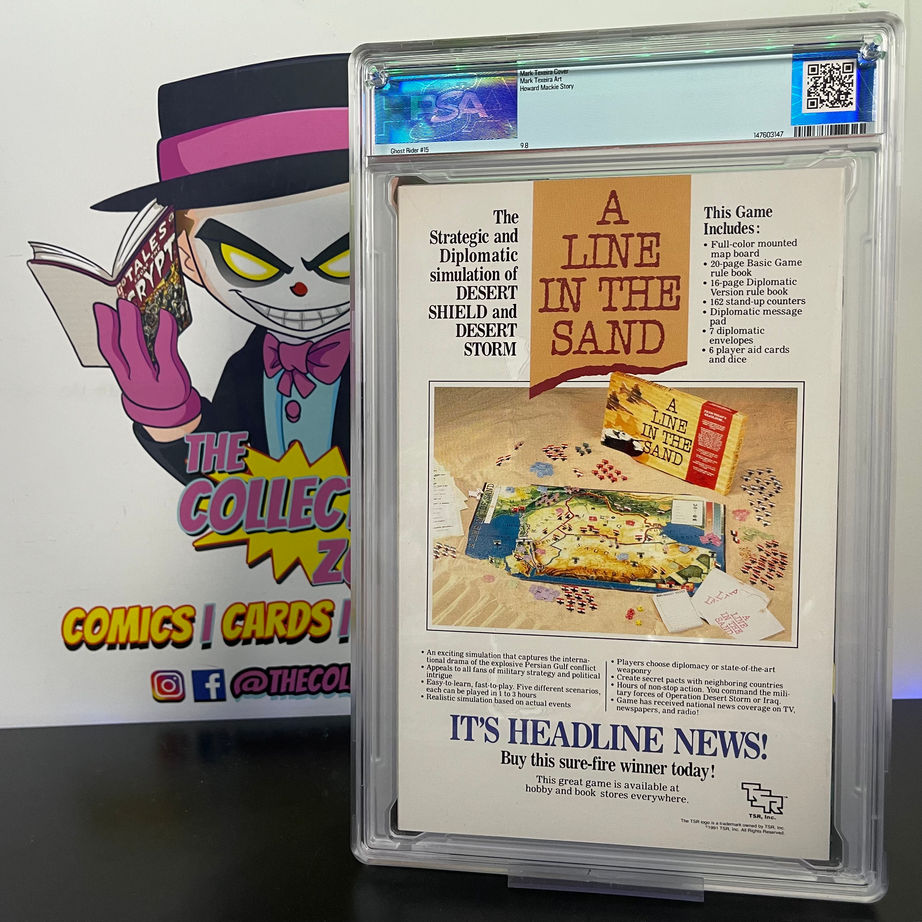 PSA
Mark Texeira Cover
Mark Texeira Art
Howard Mackie Story
147603147
Ghost Rider #15
9.8
TALES
CRYPT
THE
COLLECT
COMICS | CARDS |
@THECOL
The
Strategic and
Diplomatic
simulation of
DESERT
SHIELD and
DESERT
STORM
A
LINE
IN THE
SAND
This Game
Includes:
• Full-color mounted
map board
• 20-page Basic Game
rule book
• 16-page Diplomatic
Version rule book
• 162 stand-up counters
• Diplomatic message
pad
• 7 diplomatic
envelopes
• 6 player aid cards
and dice
A
LINE
IN THE
SAND
• An exciting simulation that captures the interna-
tional drama of the explosive Persian Gulf conflict
• Appeals to all fans of military strategy and political
intrigue
• Easy-to-learn, fast-to-play. Five different scenarios,
each can be played in 1 to 3 hours
• Realistic simulation based on actual events
• Players choose diplomacy or state-of-the-art
weaponry
• Create secret pacts with neighboring countries
• Hours of non-stop action. You command the mili-
tary forces of Operation Desert Storm or Iraq.
• Game has received national news coverage on TV,
newspapers, and radio!
IT'S HEADLINE NEWS!
Buy this sure-fire winner today!
This great game is available at
hobby and book stores everywhere.
TSR™
TSR, Inc.
The TSR logo is a trademark owned by TSR, Inc.
©1991 TSR, Inc. All Rights Reserved.